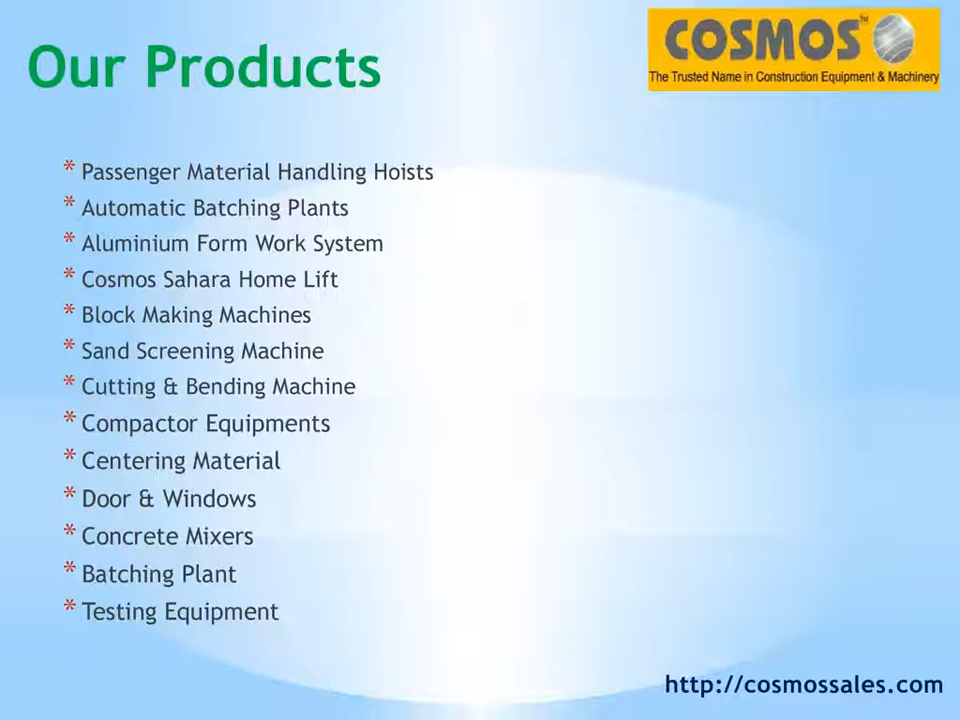 Our Products
COSMOS™
The Trusted Name in Construction Equipment & Machinery
* Passenger Material Handling Hoists
* Automatic Batching Plants
* Aluminium Form Work System
* Cosmos Sahara Home Lift
* Block Making Machines
* Sand Screening Machine
* Cutting & Bending Machine
* Compactor Equipments
* Centering Material
* Door & Windows
* Concrete Mixers
* Batching Plant
* Testing Equipment
http://cosmossales.com